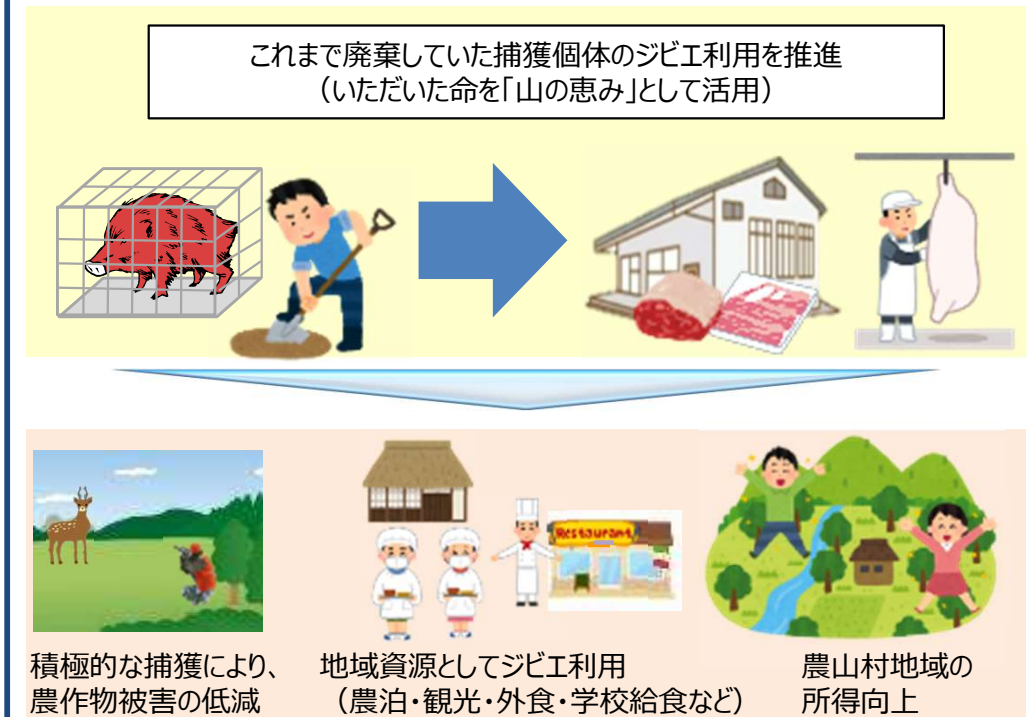 これまで廃棄していた捕獲個体のジビエ利用を推進
（いただいた命を「山の恵み」として活用）
Restaurant
積極的な捕獲により、
農作物被害の低減
地域資源としてジビエ利用
（農泊・観光・外食・学校給食など）
農山村地域の
所得向上